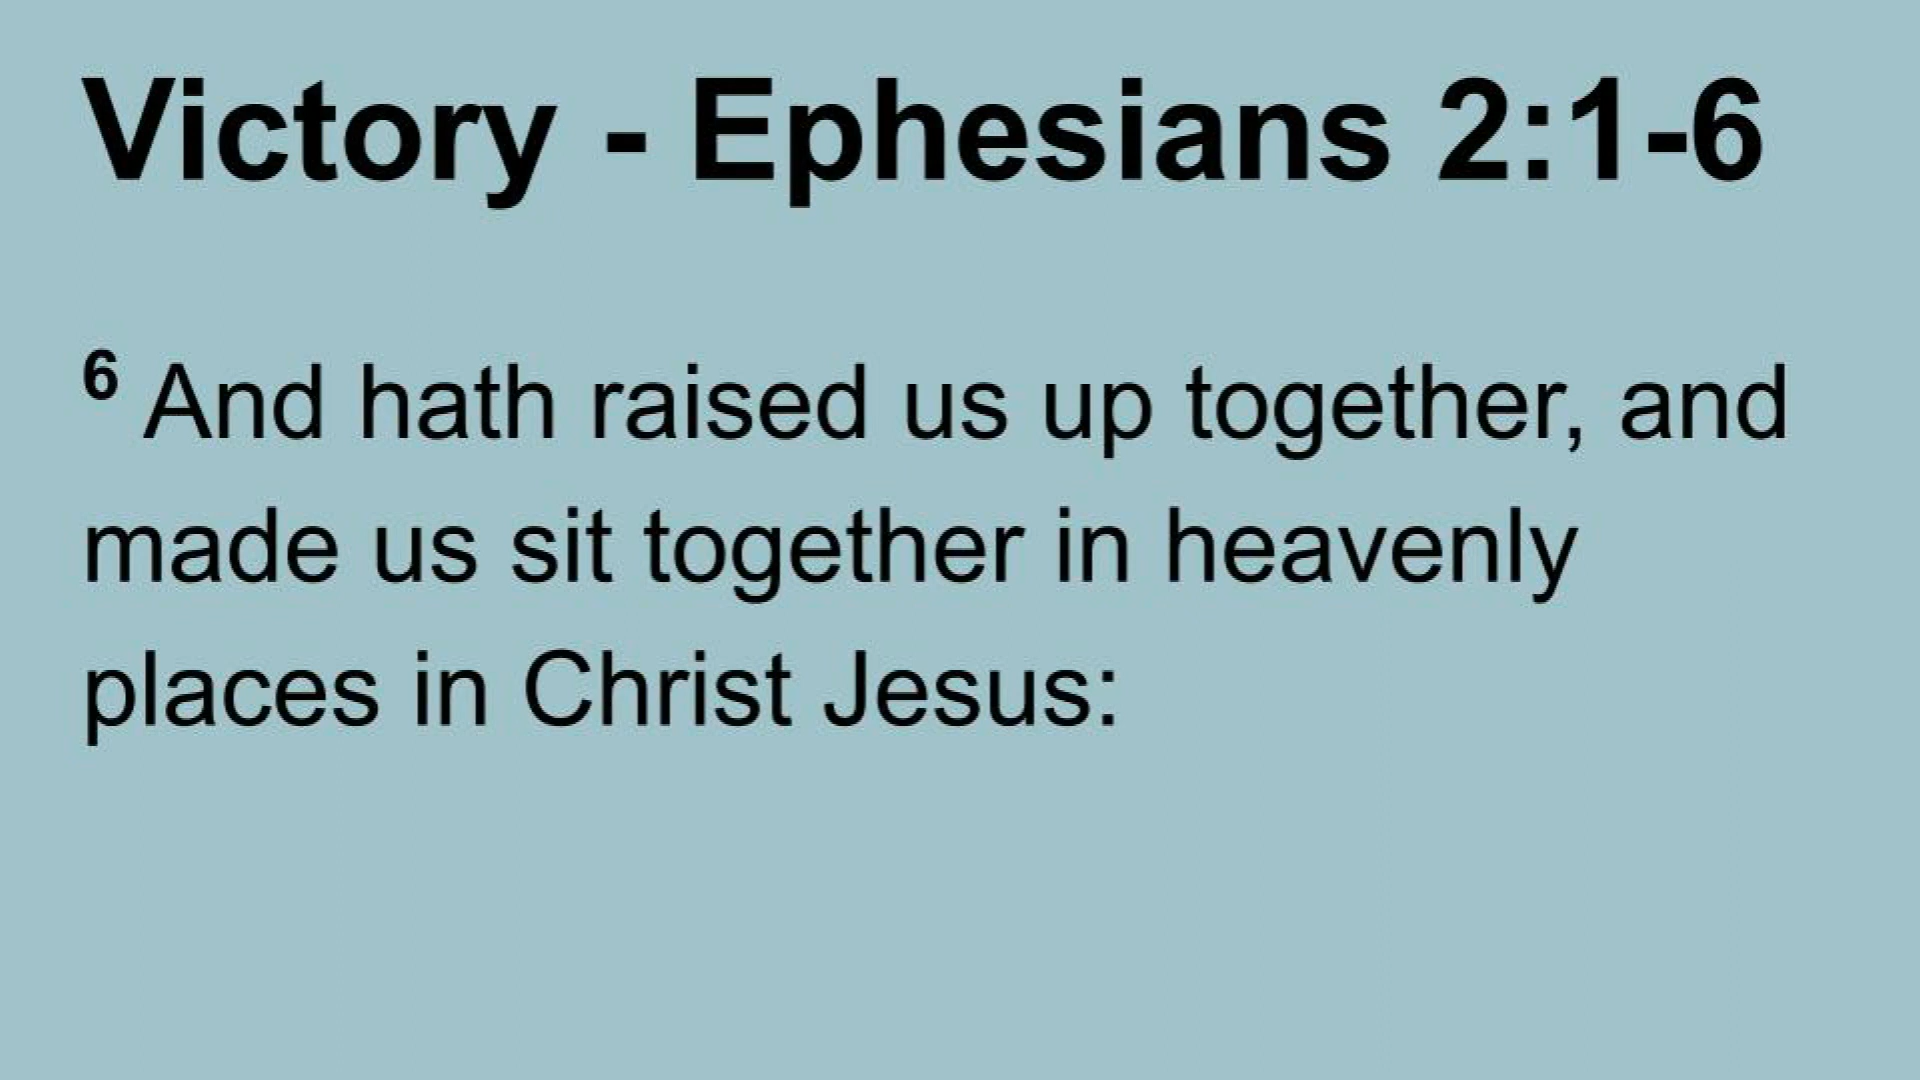 Victory - Ephesians 2:1-6
6 And hath raised us up together, and
made us sit together in heavenly
places in Christ Jesus: